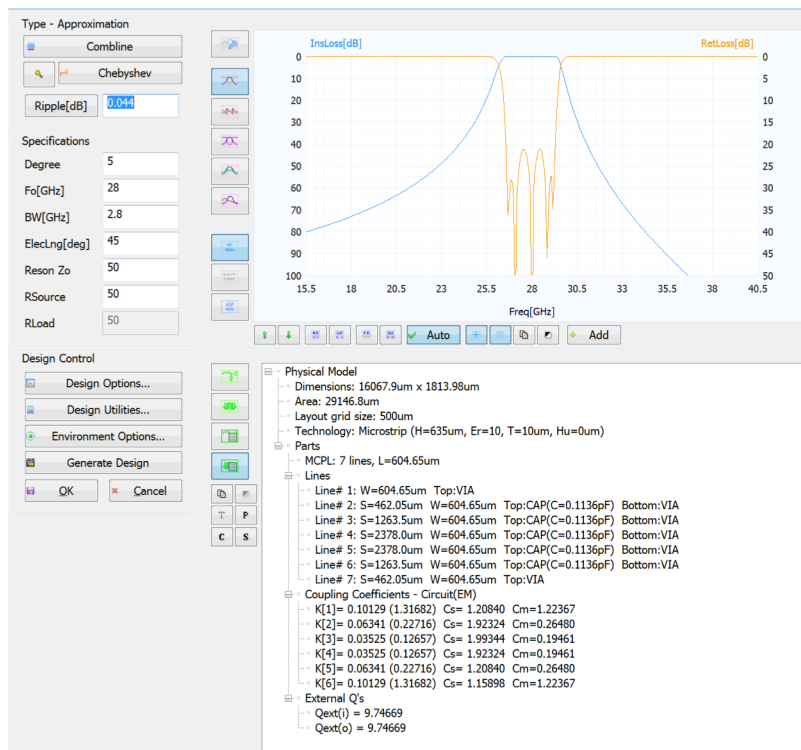 Type - Approximation
Combline
Chebyshev
Ripple[dB] 0.044
Specifications
Degree 5
Fo[GHz] 28
BW[GHz] 2.8
ElecLng[deg] 45
Reson Zo 50
RSource 50
RLoad 50
Design Control
Design Options...
Design Utilities...
Environment Options...
Generate Design
OK Cancel
InsLoss[dB] RetLoss[dB]
0 0
10 5
20 10
30 15
40 20
50 25
60 30
70 35
80 40
90 45
100 50
15.5 18 20.5 23 25.5 28 30.5 33 35.5 38 40.5
Freq[GHz]
Auto Add
T P
C S
Physical Model
Dimensions: 16067.9um x 1813.98um
Area: 29146.8um
Layout grid size: 500um
Technology: Microstrip (H=635um, Er=10, T=10um, Hu=0um)
Parts
MCPL: 7 lines, L=604.65um
Lines
Line# 1: W=604.65um Top:VIA
Line# 2: S=462.05um W=604.65um Top:CAP(C=0.1136pF) Bottom:VIA
Line# 3: S=1263.5um W=604.65um Top:CAP(C=0.1136pF) Bottom:VIA
Line# 4: S=2378.0um W=604.65um Top:CAP(C=0.1136pF) Bottom:VIA
Line# 5: S=2378.0um W=604.65um Top:CAP(C=0.1136pF) Bottom:VIA
Line# 6: S=1263.5um W=604.65um Top:CAP(C=0.1136pF) Bottom:VIA
Line# 7: S=462.05um W=604.65um Top:VIA
Coupling Coefficients - Circuit(EM)
K[1]= 0.10129 (1.31682) Cs= 1.20840 Cm=1.22367
K[2]= 0.06341 (0.22716) Cs= 1.92324 Cm=0.26480
K[3]= 0.03525 (0.12657) Cs= 1.99344 Cm=0.19461
K[4]= 0.03525 (0.12657) Cs= 1.92324 Cm=0.19461
K[5]= 0.06341 (0.22716) Cs= 1.20840 Cm=0.26480
K[6]= 0.10129 (1.31682) Cs= 1.15898 Cm=1.22367
External Q's
Qext(i) = 9.74669
Qext(o) = 9.74669